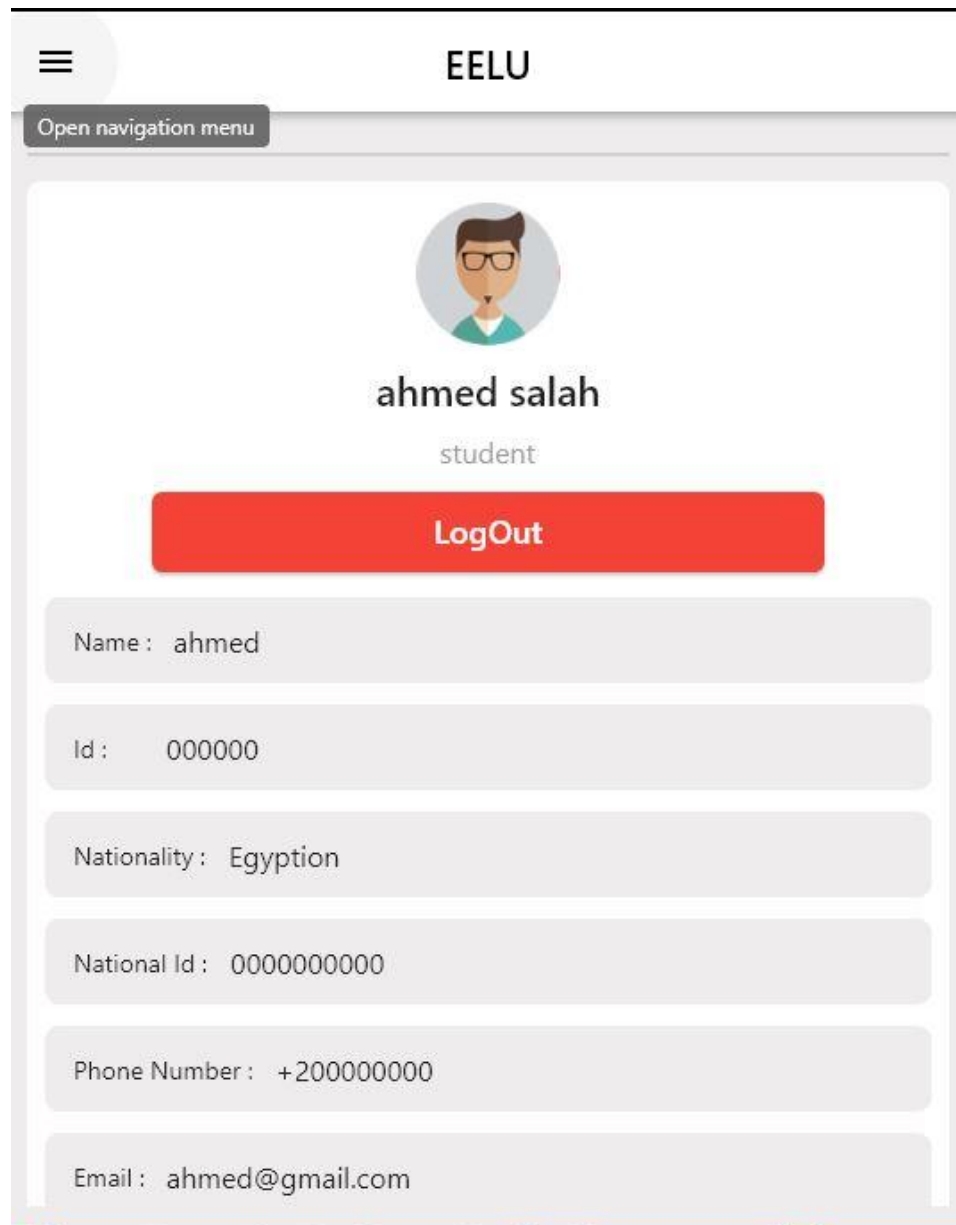 EELU
Open navigation menu
ahmed salah
student
LogOut
Name : ahmed
Id : 000000
Nationality : Egyption
National Id : 0000000000
Phone Number : +200000000
Email : ahmed@gmail.com